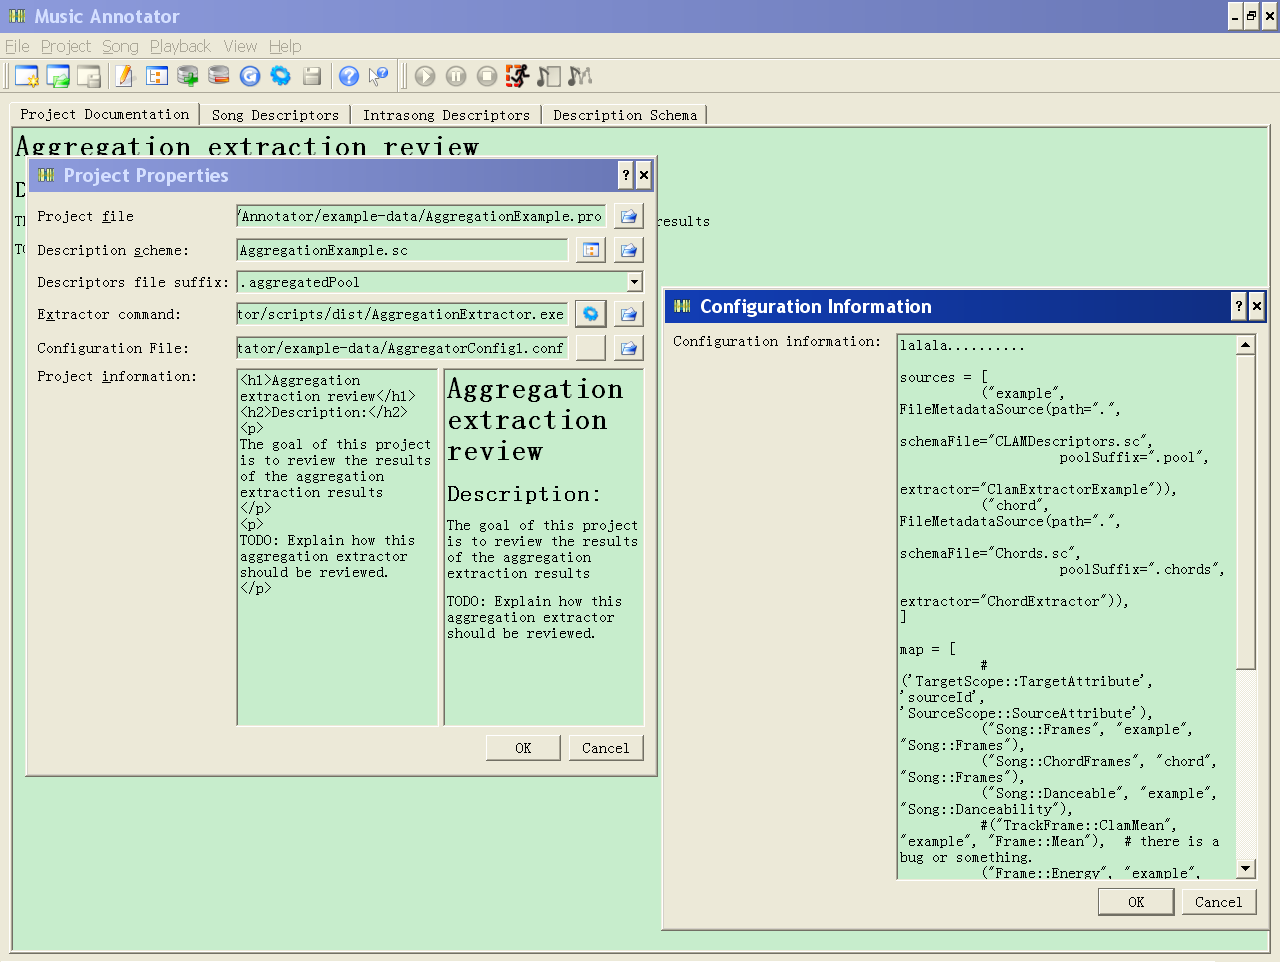 Music Annotator
File Project Song Playback View Help
Project Documentation Song Descriptors Intrasong Descriptors Description Schema
Aggregation extraction review
results
Project Properties
Project file /Annotator/example-data/AggregationExample.pro
Description scheme: AggregationExample.sc
Descriptors file suffix: .aggregatedPool
Extractor command: tor/scripts/dist/AggregationExtractor.exe
Configuration File: tator/example-data/AggregatorConfig1.conf
Project information:
<h1>Aggregation
extraction review</h1>
<h2>Description:</h2>
<p>
The goal of this project
is to review the results
of the aggregation
extraction results
</p>
<p>
TODO: Explain how this
aggregation extractor
should be reviewed.
</p>
Aggregation
extraction
review
Description:
The goal of this project
is to review the results
of the aggregation
extraction results
TODO: Explain how this
aggregation extractor
should be reviewed.
OK Cancel
Configuration Information
Configuration information:
lalala..........
sources = [
("example",
FileMetadataSource(path=".",
schemaFile="CLAMDescriptors.sc",
poolSuffix=".pool",
extractor="ClamExtractorExample")),
("chord",
FileMetadataSource(path=".",
schemaFile="Chords.sc",
poolSuffix=".chords",
extractor="ChordExtractor")),
]
map = [
#
('TargetScope::TargetAttribute',
'sourceId',
'SourceScope::SourceAttribute'),
("Song::Frames", "example",
"Song::Frames"),
("Song::ChordFrames", "chord",
"Song::Frames"),
("Song::Danceable", "example",
"Song::Danceability"),
#("TrackFrame::ClamMean",
"example", "Frame::Mean"), # there is a
bug or something.
("Frame::Energy", "example",
OK Cancel